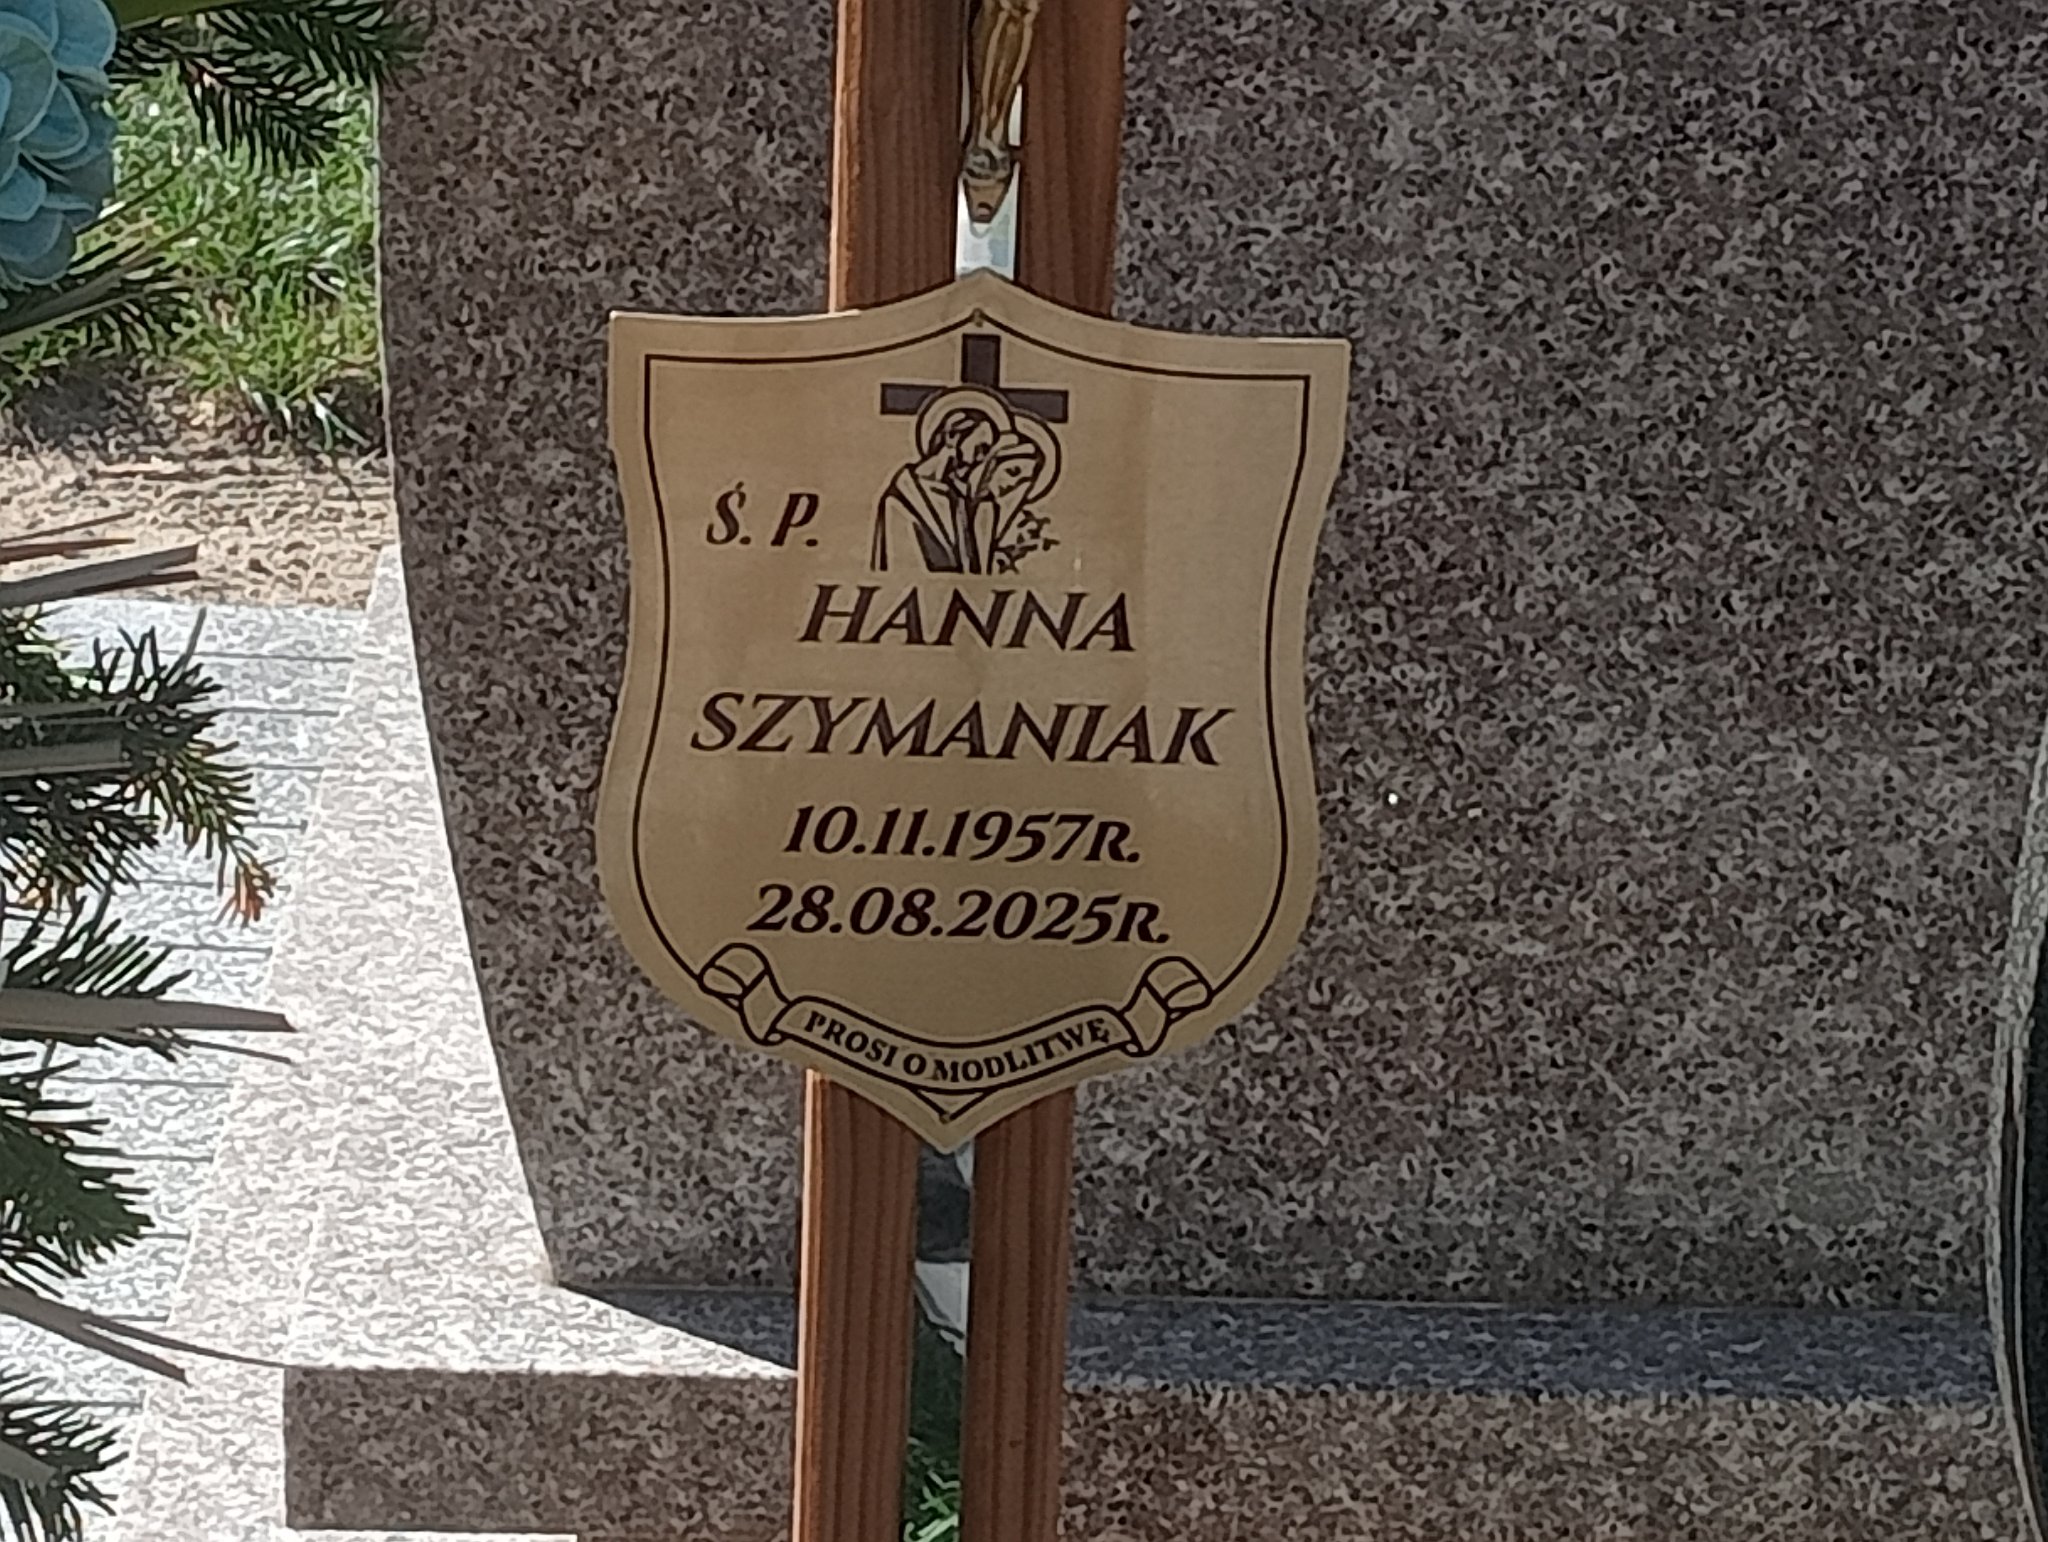 Ś. P.
HANNA
SZYMANIAK
10.11.1957R.
28.08.2025R.
PROSI O MODLITWĘ